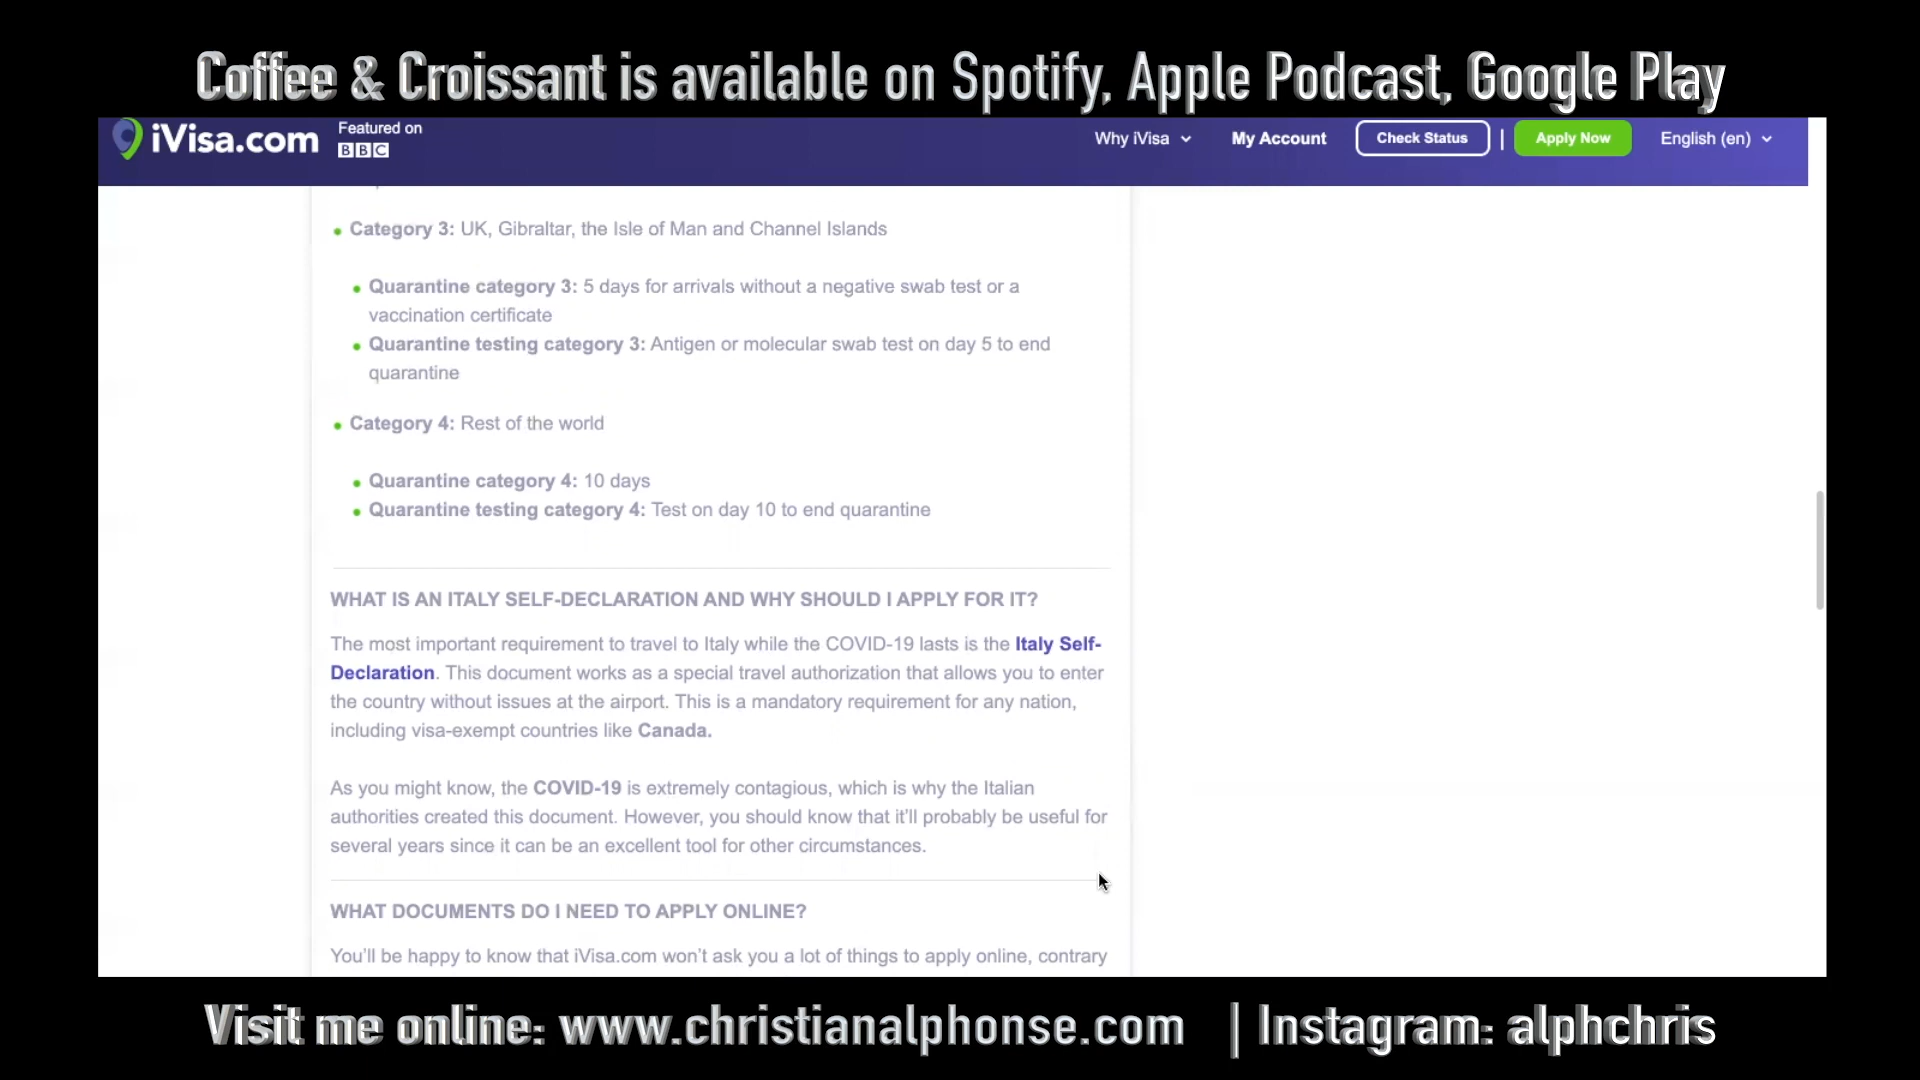 Coffee & Croissant is available on Spotify, Apple Podcast, Google Play
iVisa.com
Featured on
BBC
Why iVisa
My Account
Check Status
|
Apply Now
English (en)
Category 3: UK, Gibraltar, the Isle of Man and Channel Islands
Quarantine category 3: 5 days for arrivals without a negative swab test or a
vaccination certificate
Quarantine testing category 3: Antigen or molecular swab test on day 5 to end
quarantine
Category 4: Rest of the world
Quarantine category 4: 10 days
Quarantine testing category 4: Test on day 10 to end quarantine
WHAT IS AN ITALY SELF-DECLARATION AND WHY SHOULD I APPLY FOR IT?
The most important requirement to travel to Italy while the COVID-19 lasts is the Italy Self-
Declaration. This document works as a special travel authorization that allows you to enter
the country without issues at the airport. This is a mandatory requirement for any nation,
including visa-exempt countries like Canada.
As you might know, the COVID-19 is extremely contagious, which is why the Italian
authorities created this document. However, you should know that it'll probably be useful for
several years since it can be an excellent tool for other circumstances.
WHAT DOCUMENTS DO I NEED TO APPLY ONLINE?
You'll be happy to know that iVisa.com won't ask you a lot of things to apply online, contrary
Visit me online: www.christianalphonse.com | Instagram: alphchris